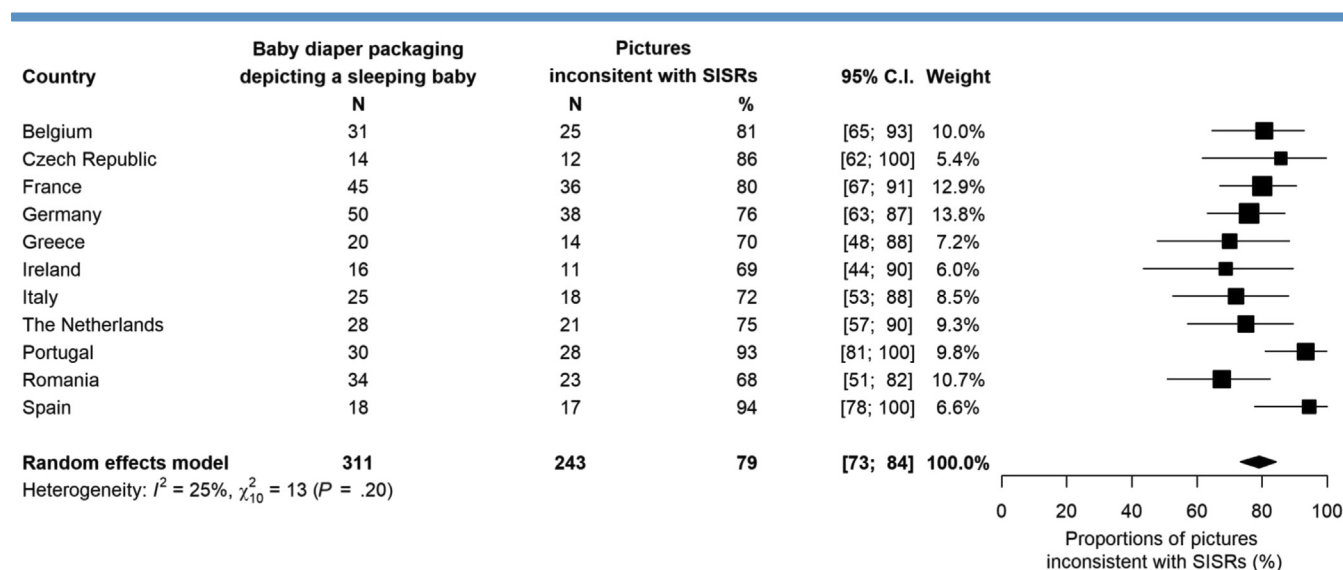 Baby diaper packaging Pictures
Country depicting a sleeping baby inconsitent with SISRs 95% C.I. Weight
N N %
Belgium 31 25 81 [65; 93] 10.0%
Czech Republic 14 12 86 [62; 100] 5.4%
France 45 36 80 [67; 91] 12.9%
Germany 50 38 76 [63; 87] 13.8%
Greece 20 14 70 [48; 88] 7.2%
Ireland 16 11 69 [44; 90] 6.0%
Italy 25 18 72 [53; 88] 8.5%
The Netherlands 28 21 75 [57; 90] 9.3%
Portugal 30 28 93 [81; 100] 9.8%
Romania 34 23 68 [51; 82] 10.7%
Spain 18 17 94 [78; 100] 6.6%
Random effects model 311 243 79 [73; 84] 100.0%
Heterogeneity: I² = 25%, χ²₁₀ = 13 (P = .20)
0 20 40 60 80 100
Proportions of pictures
inconsistent with SISRs (%)